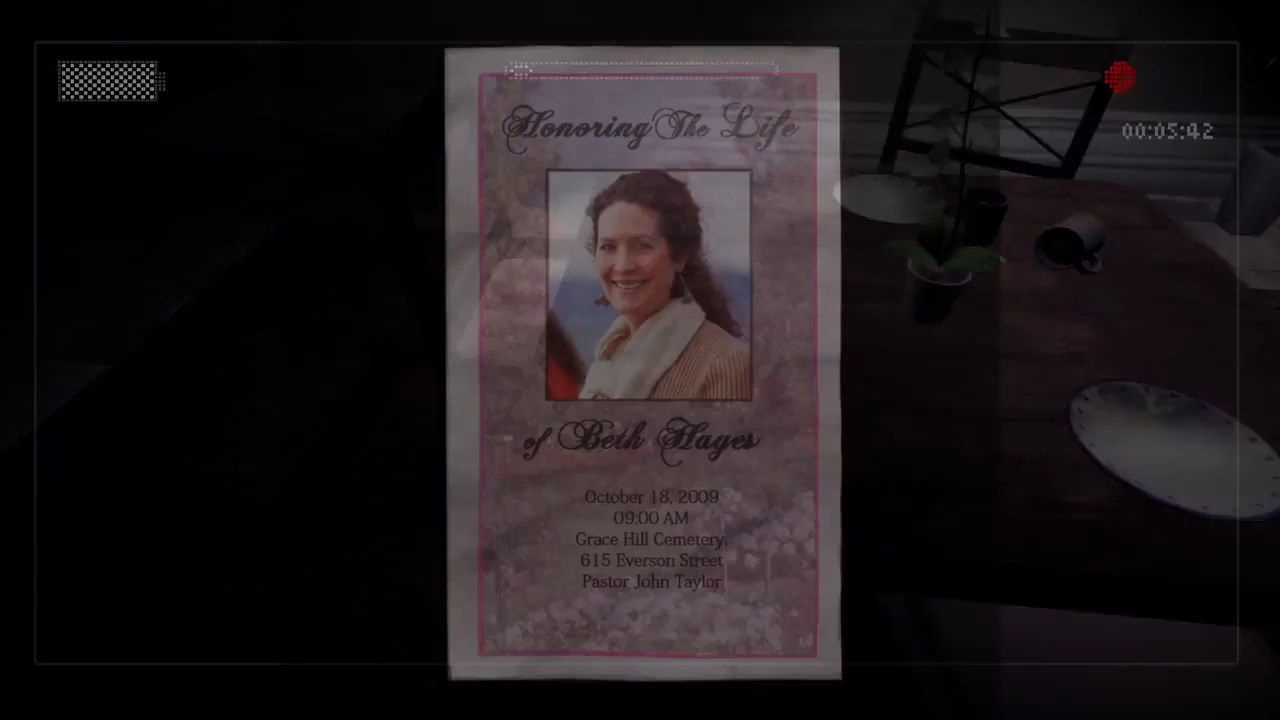 00:05:42
Honoring The Life
of Beth Hayes
October 18, 2009
09:00 AM
Grace Hill Cemetery,
615 Everson Street
Pastor John Taylor